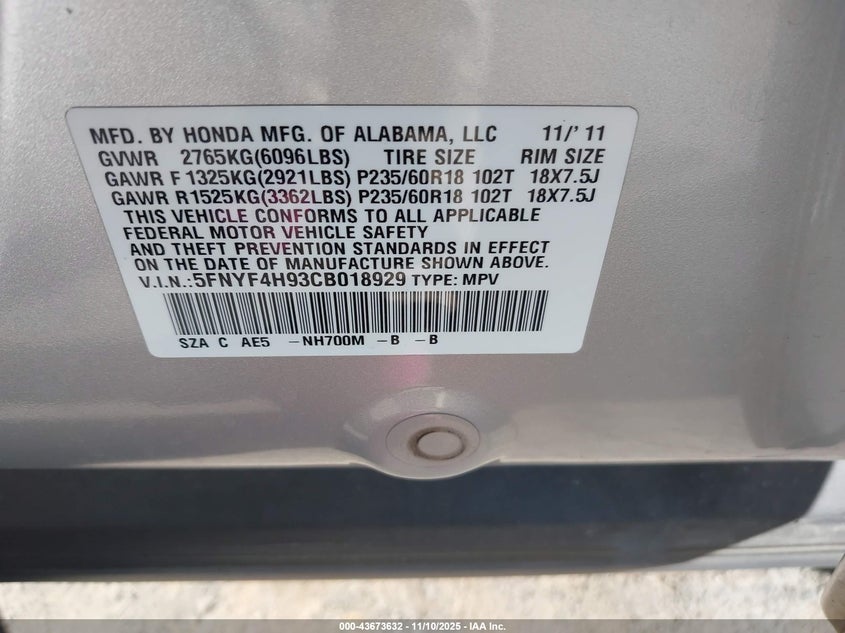 MFD. BY HONDA MFG. OF ALABAMA, LLC 11/' 11
GVWR 2765KG(6096LBS) TIRE SIZE RIM SIZE
GAWR F 1325KG(2921LBS) P235/60R18 102T 18X7.5J
GAWR R1525KG(3362LBS) P235/60R18 102T 18X7.5J
THIS VEHICLE CONFORMS TO ALL APPLICABLE
FEDERAL MOTOR VEHICLE SAFETY
AND THEFT PREVENTION STANDARDS IN EFFECT
ON THE DATE OF MANUFACTURE SHOWN ABOVE.
V.I.N.:5FNYF4H93CB018929 TYPE: MPV
SZA C AE5 -NH700M -B -B
000-43673632 - 11/10/2025 - IAA Inc.